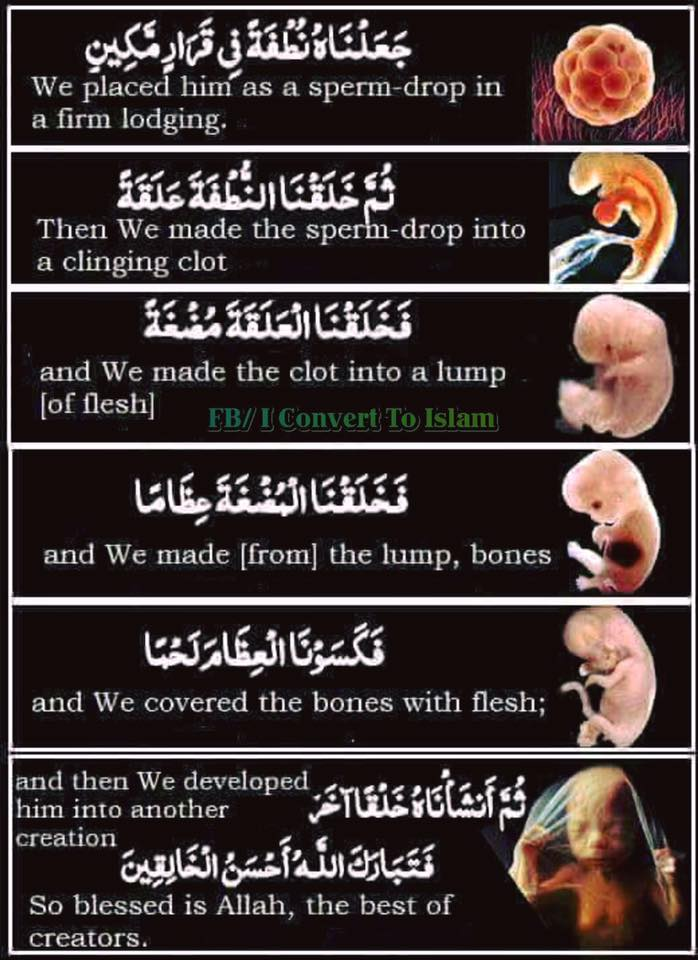 جَعَلْنَاهُ نُطْفَةً فِي قَرَارٍ مَّكِينٍ
We placed him as a sperm-drop in
a firm lodging.
ثُمَّ خَلَقْنَا النُّطْفَةَ عَلَقَةً
Then We made the sperm-drop into
a clinging clot
فَخَلَقْنَا الْعَلَقَةَ مُضْغَةً
and We made the clot into a lump
[of flesh]
FB// I Convert To Islam
فَخَلَقْنَا الْمُضْغَةَ عِظَامًا
and We made [from] the lump, bones
فَكَسَوْنَا الْعِظَامَ لَحْمًا
and We covered the bones with flesh;
and then We developed
him into another
creation
ثُمَّ أَنشَأْنَاهُ خَلْقًا آخَرَ
فَتَبَارَكَ اللَّهُ أَحْسَنُ الْخَالِقِينَ
So blessed is Allah, the best of
creators.